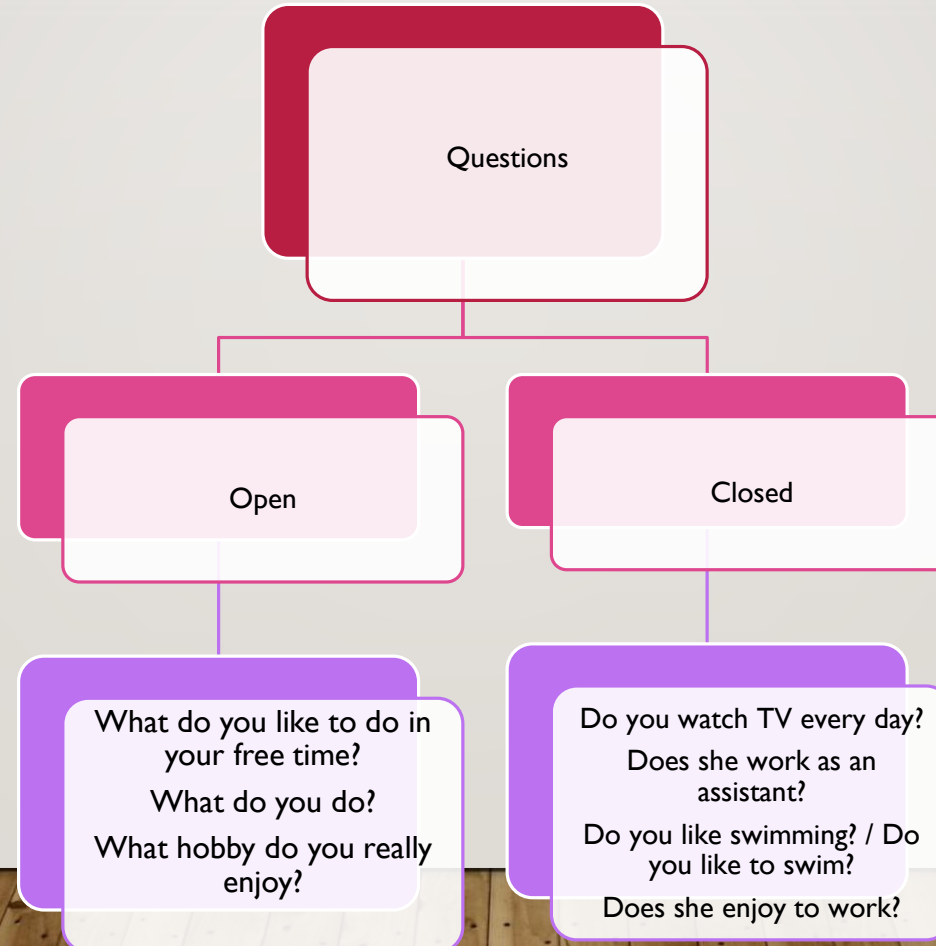 Questions
Open
Closed
What do you like to do in
your free time?
What do you do?
What hobby do you really
enjoy?
Do you watch TV every day?
Does she work as an
assistant?
Do you like swimming? / Do
you like to swim?
Does she enjoy to work?